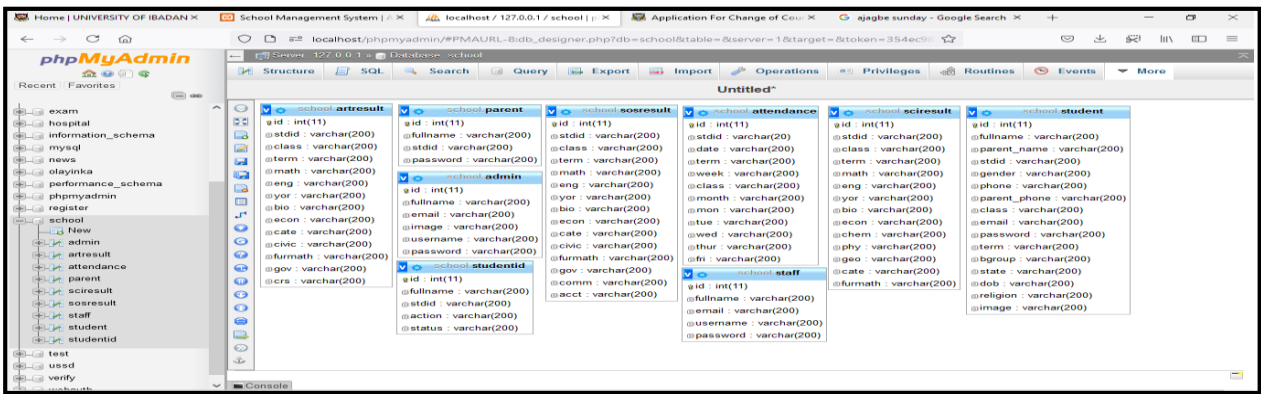 Home | UNIVERSITY OF IBADAN
School Management System | A
localhost / 127.0.0.1 / school | p
Application For Change of Cou
ajagbe sunday - Google Search
localhost/phpmyadmin/#PMAURL-8:db_designer.php?db=school&table=&server=1&target=&token=354ec9
phpMyAdmin
Recent Favorites
exam
hospital
information_schema
mysql
news
olayinka
performance_schema
phpmyadmin
register
school
New
admin
artresult
attendance
parent
sciresult
sosresult
staff
student
studentid
test
ussd
verify
webauth
Server: 127.0.0.1 » Database: school
Structure SQL Search Query Export Import Operations Privileges Routines Events More
Untitled*
school artresult
id : int(11)
stdid : varchar(200)
class : varchar(200)
term : varchar(200)
math : varchar(200)
eng : varchar(200)
yor : varchar(200)
bio : varchar(200)
econ : varchar(200)
cate : varchar(200)
civic : varchar(200)
furmath : varchar(200)
gov : varchar(200)
crs : varchar(200)
school parent
id : int(11)
fullname : varchar(200)
stdid : varchar(200)
password : varchar(200)
school admin
id : int(11)
fullname : varchar(200)
email : varchar(200)
image : varchar(200)
username : varchar(200)
password : varchar(200)
school studentid
id : int(11)
fullname : varchar(200)
stdid : varchar(200)
action : varchar(200)
status : varchar(200)
school sosresult
id : int(11)
stdid : varchar(200)
class : varchar(200)
term : varchar(200)
math : varchar(200)
eng : varchar(200)
yor : varchar(200)
bio : varchar(200)
econ : varchar(200)
cate : varchar(200)
civic : varchar(200)
furmath : varchar(200)
gov : varchar(200)
comm : varchar(200)
acct : varchar(200)
school attendance
id : int(11)
stdid : varchar(20)
date : varchar(200)
term : varchar(200)
week : varchar(200)
class : varchar(200)
month : varchar(200)
mon : varchar(200)
tue : varchar(200)
wed : varchar(200)
thur : varchar(200)
fri : varchar(200)
school staff
id : int(11)
fullname : varchar(200)
email : varchar(200)
username : varchar(200)
password : varchar(200)
school sciresult
id : int(11)
stdid : varchar(200)
class : varchar(200)
term : varchar(200)
math : varchar(200)
eng : varchar(200)
yor : varchar(200)
bio : varchar(200)
econ : varchar(200)
chem : varchar(200)
phy : varchar(200)
geo : varchar(200)
cate : varchar(200)
furmath : varchar(200)
school student
id : int(11)
fullname : varchar(200)
parent_name : varchar(200)
stdid : varchar(200)
gender : varchar(200)
phone : varchar(200)
parent_phone : varchar(200)
class : varchar(200)
email : varchar(200)
password : varchar(200)
term : varchar(200)
bgroup : varchar(200)
state : varchar(200)
dob : varchar(200)
religion : varchar(200)
image : varchar(200)
Console